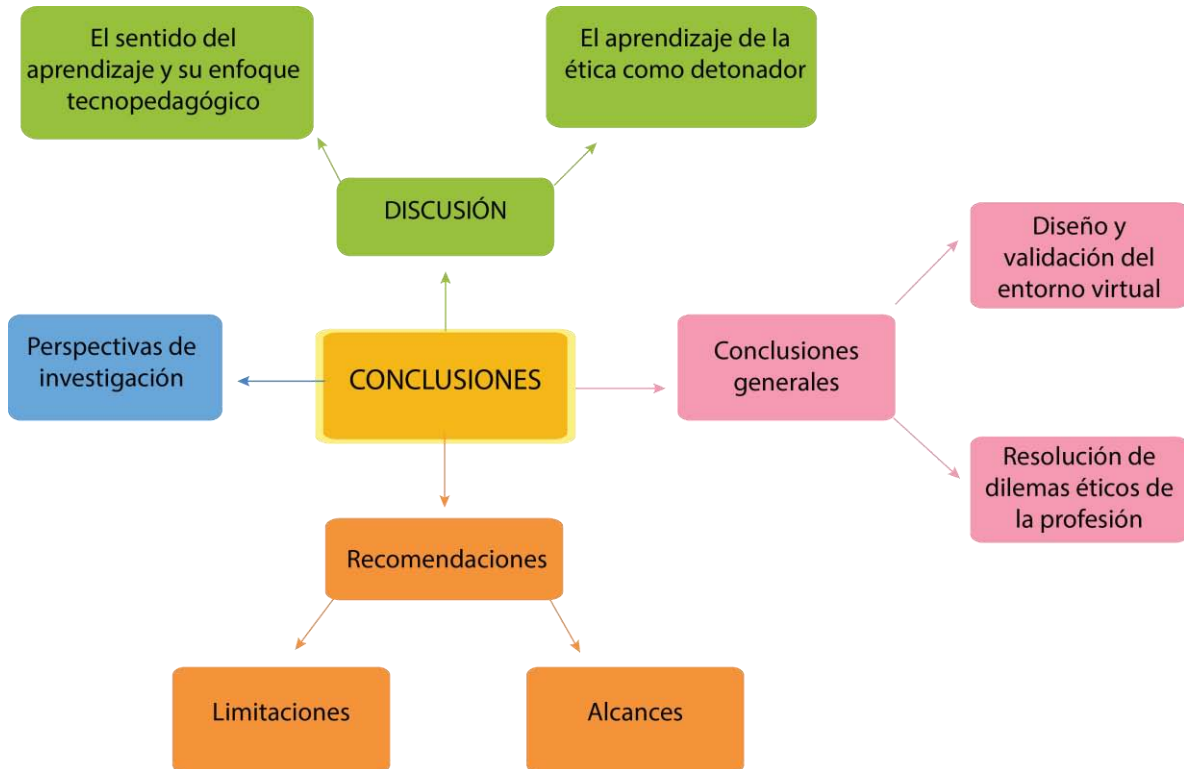 El sentido del
aprendizaje y su enfoque
tecnopedagógico
El aprendizaje de la
ética como detonador
DISCUSIÓN
Diseño y
validación del
entorno virtual
Perspectivas de
investigación
CONCLUSIONES
Conclusiones
generales
Resolución de
dilemas éticos de
la profesión
Recomendaciones
Limitaciones
Alcances